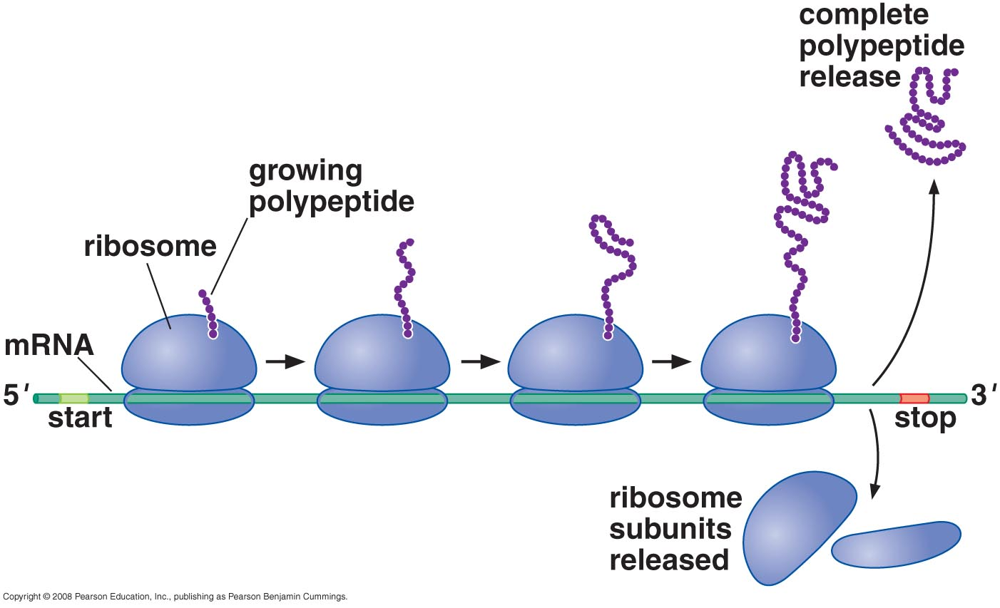 complete
polypeptide
release
growing
polypeptide
ribosome
mRNA
5′
3′
start
stop
ribosome
subunits
released
Copyright © 2008 Pearson Education, Inc., publishing as Pearson Benjamin Cummings.